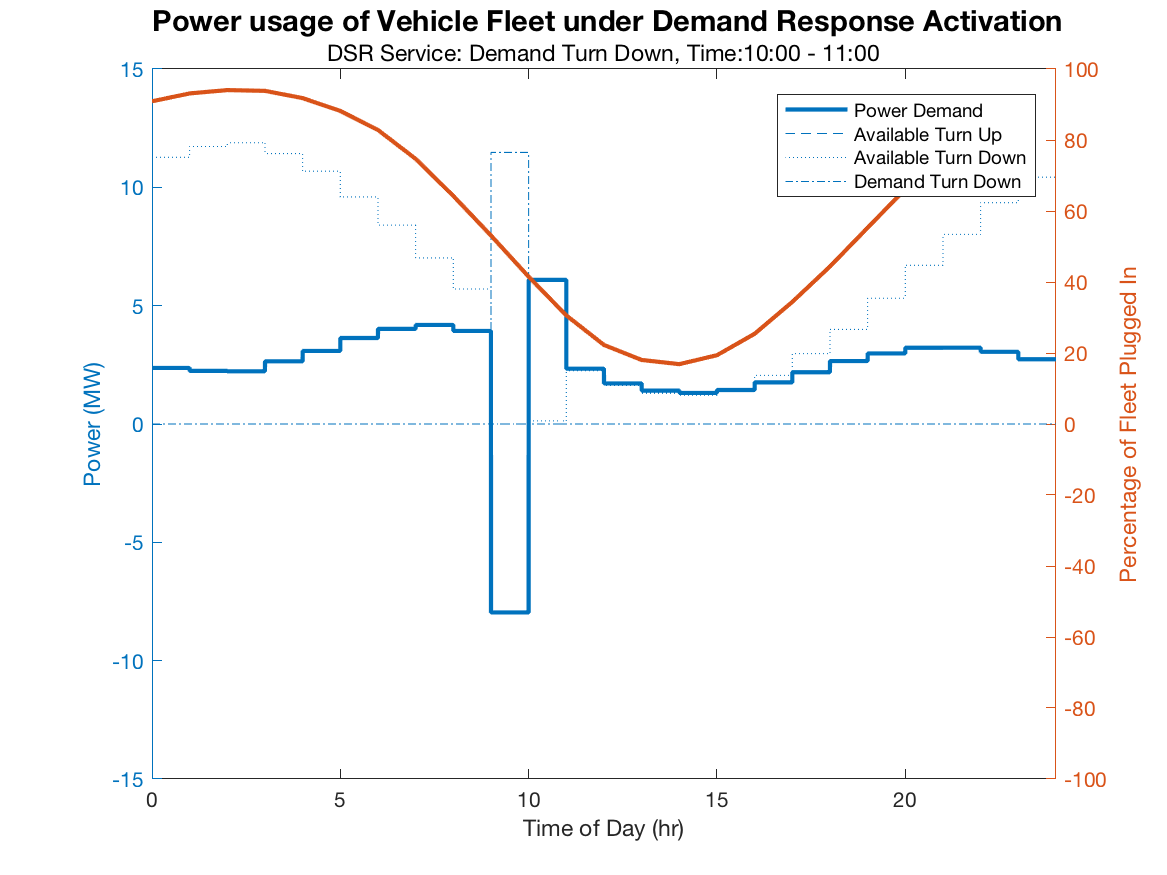 Power usage of Vehicle Fleet under Demand Response Activation
DSR Service: Demand Turn Down, Time:10:00 - 11:00
Power Demand
Available Turn Up
Available Turn Down
Demand Turn Down
15
10
5
0
-5
-10
-15
Power (MW)
100
80
60
40
20
0
-20
-40
-60
-80
-100
Percentage of Fleet Plugged In
0
5
10
15
20
Time of Day (hr)